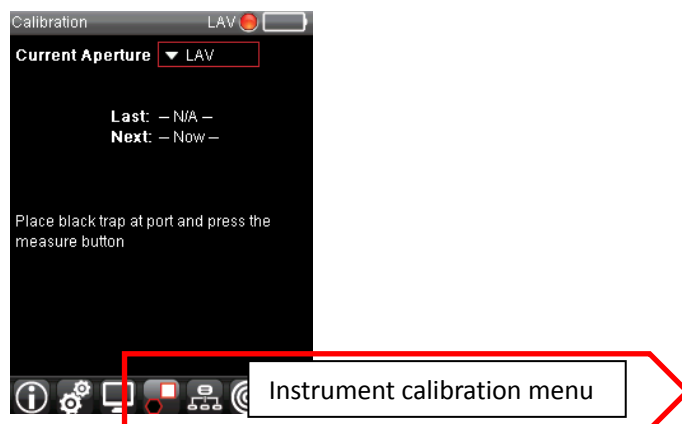 Calibration LAV
Current Aperture LAV
Last: – N/A –
Next: – Now –
Place black trap at port and press the
measure button
Instrument calibration menu